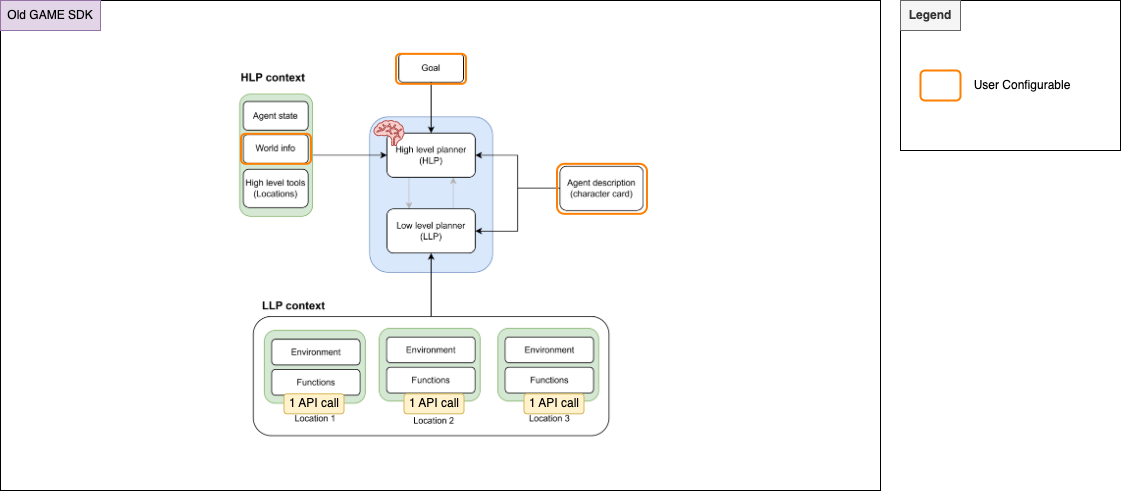 Old GAME SDK
Legend
User Configurable
Goal
HLP context
Agent state
World info
High level tools
(Locations)
High level planner
(HLP)
Agent description
(character card)
Low level planner
(LLP)
LLP context
Environment
Functions
1 API call
Location 1
Environment
Functions
1 API call
Location 2
Environment
Functions
1 API call
Location 3